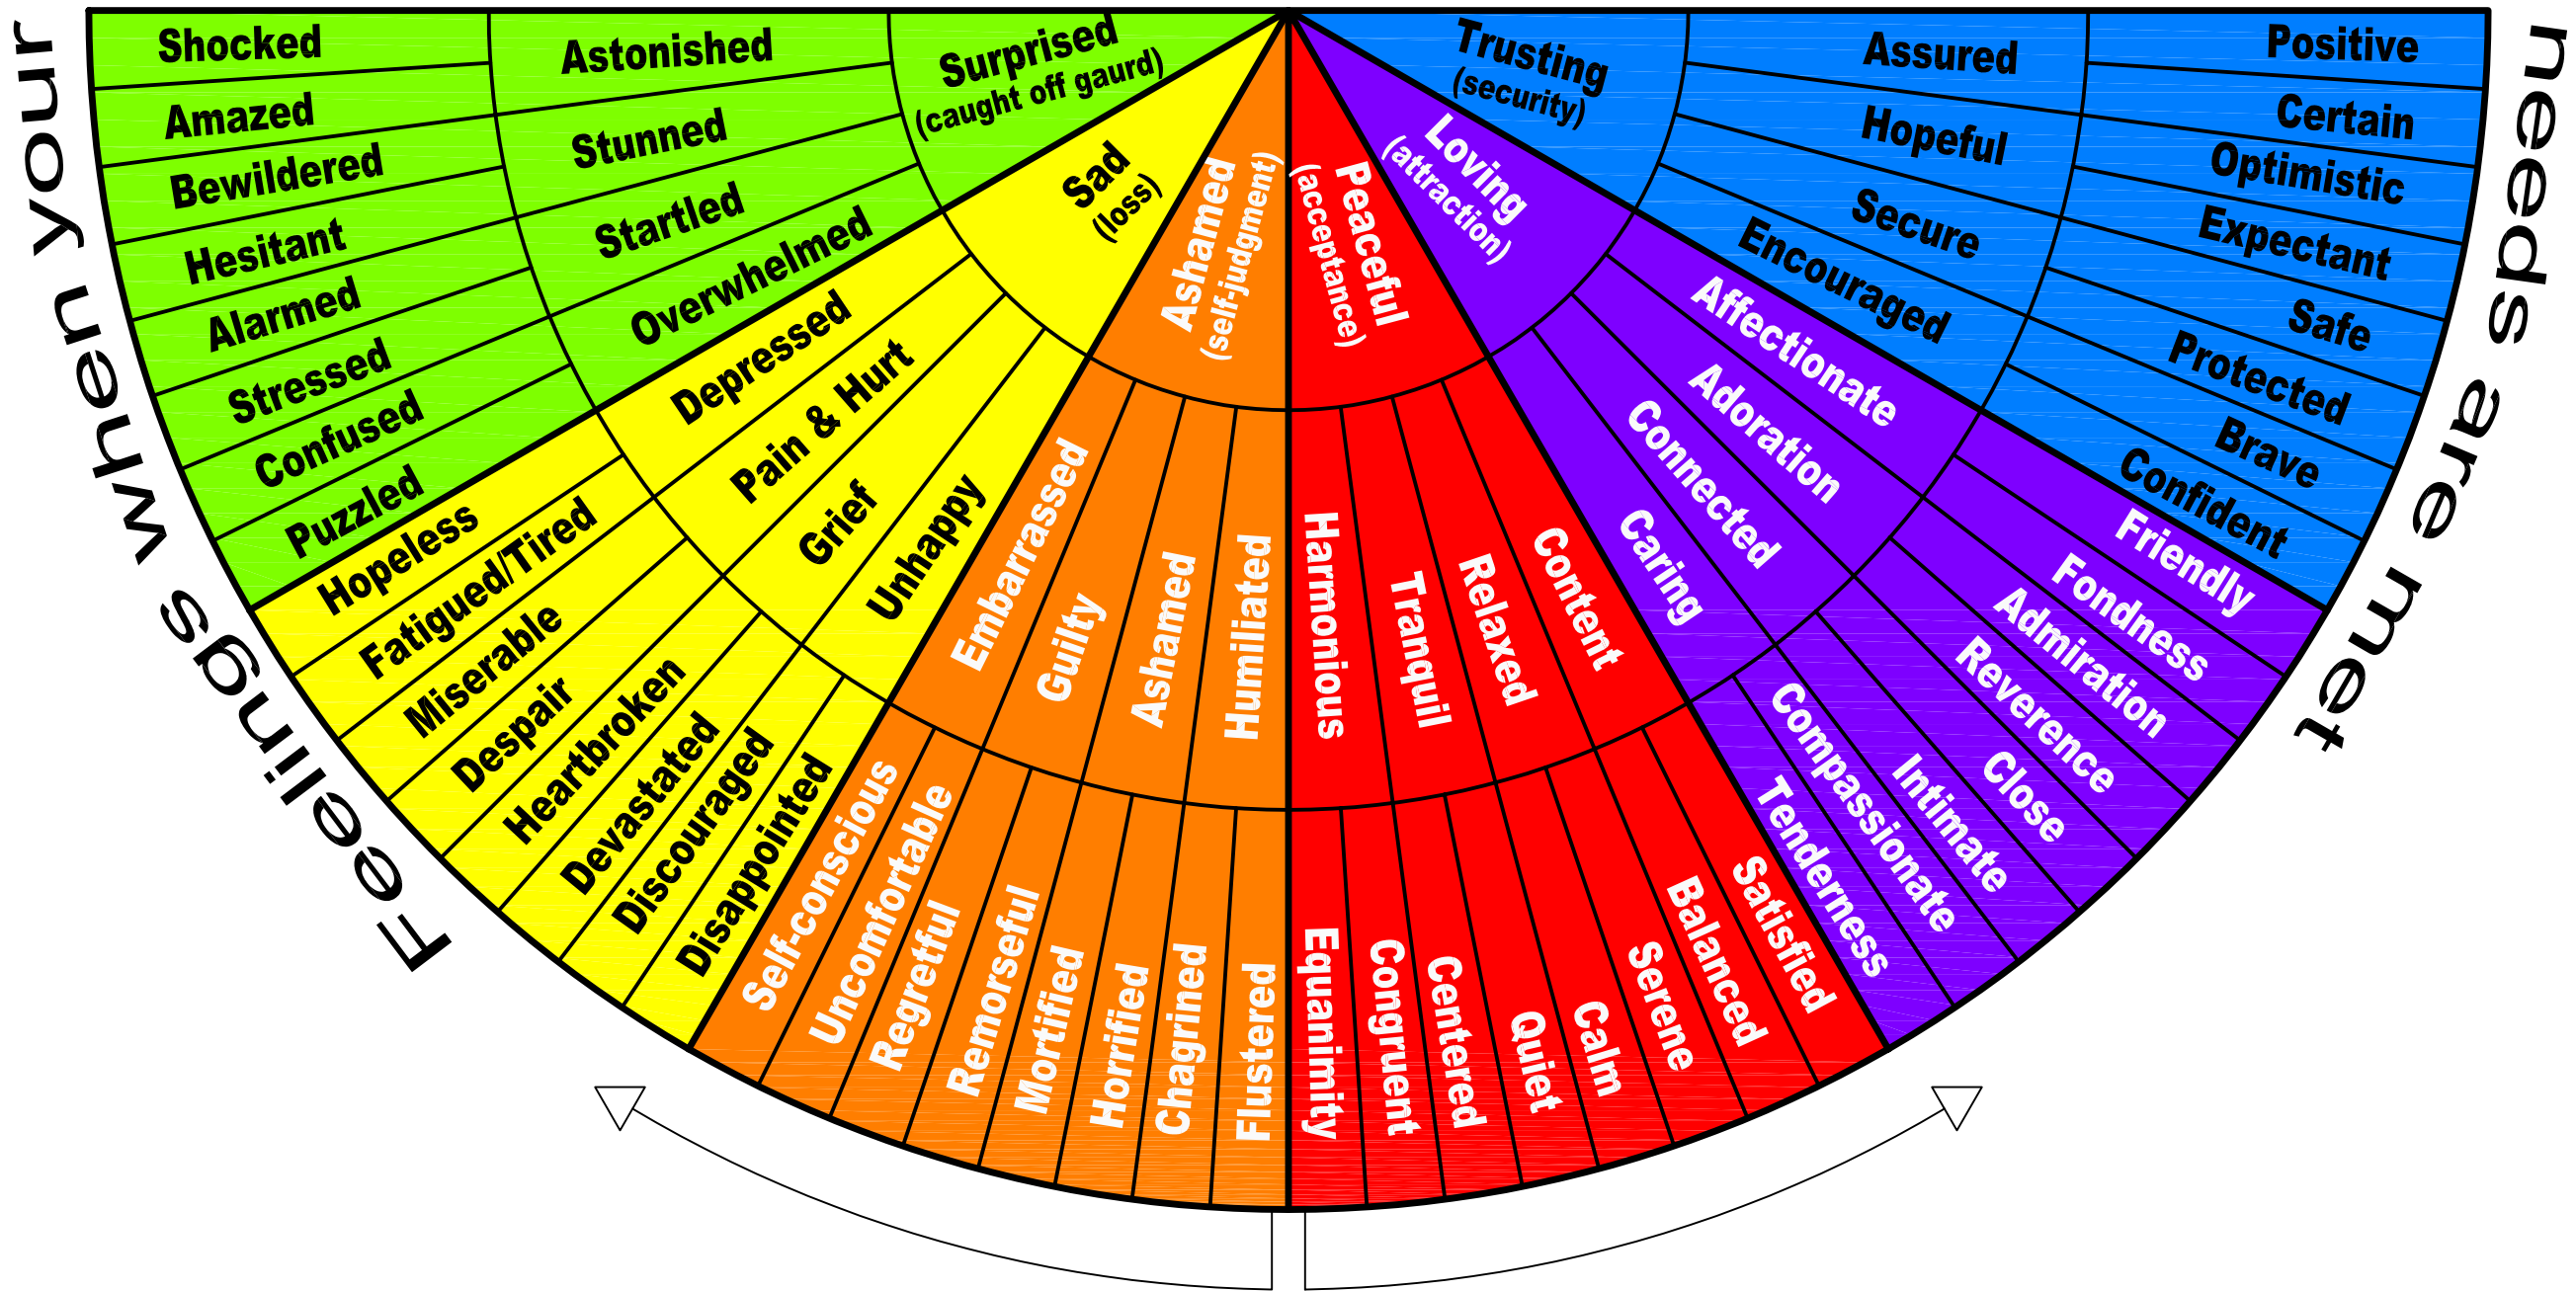 Feelings when your
needs are met
Surprised
(caught off gaurd)
Astonished
Stunned
Startled
Overwhelmed
Shocked
Amazed
Bewildered
Hesitant
Alarmed
Stressed
Confused
Puzzled
Sad
(loss)
Depressed
Pain & Hurt
Grief
Unhappy
Hopeless
Fatigued/Tired
Miserable
Despair
Heartbroken
Devastated
Discouraged
Disappointed
Ashamed
(self-judgment)
Embarrassed
Guilty
Ashamed
Humiliated
Self-conscious
Uncomfortable
Regretful
Remorseful
Mortified
Horrified
Chagrined
Flustered
Peaceful
(acceptance)
Harmonious
Tranquil
Relaxed
Content
Equanimity
Congruent
Centered
Quiet
Calm
Serene
Balanced
Satisfied
Loving
(attraction)
Caring
Connected
Adoration
Affectionate
Tenderness
Compassionate
Intimate
Close
Reverence
Admiration
Fondness
Friendly
Trusting
(security)
Encouraged
Secure
Hopeful
Assured
Confident
Brave
Protected
Safe
Expectant
Optimistic
Certain
Positive